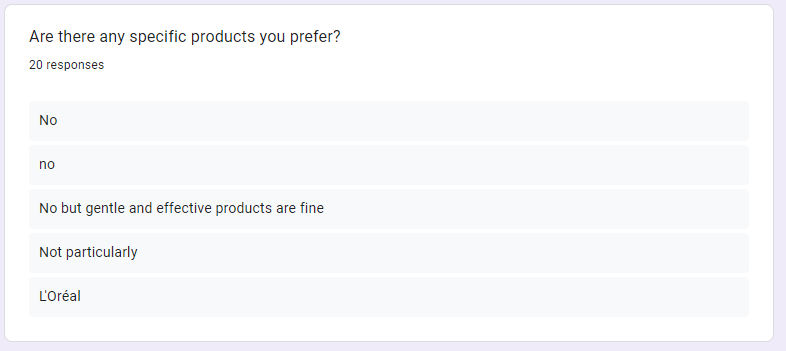 Are there any specific products you prefer?
20 responses
No
no
No but gentle and effective products are fine
Not particularly
L'Oréal